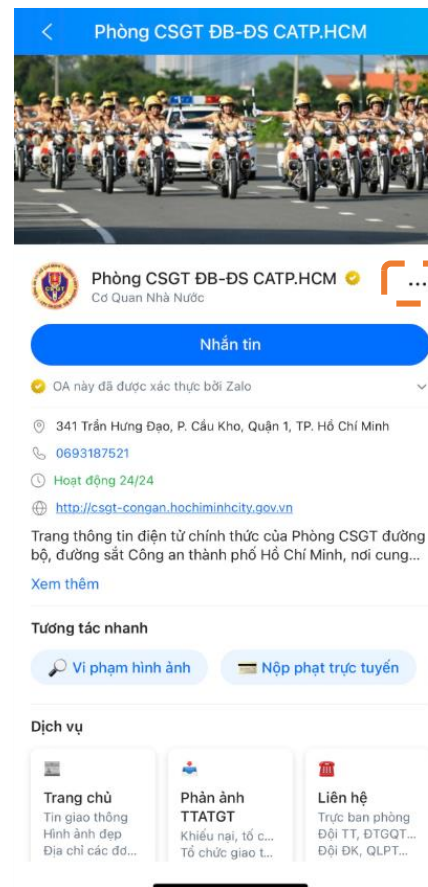 Phòng CSGT ĐB-ĐS CATP.HCM
Phòng CSGT ĐB-ĐS CATP.HCM
Cơ Quan Nhà Nước
Nhắn tin
OA này đã được xác thực bởi Zalo
341 Trần Hưng Đạo, P. Cầu Kho, Quận 1, TP. Hồ Chí Minh
0693187521
Hoạt động 24/24
http://csgt-congan.hochiminhcity.gov.vn
Trang thông tin điện tử chính thức của Phòng CSGT đường
bộ, đường sắt Công an thành phố Hồ Chí Minh, nơi cung...
Xem thêm
Tương tác nhanh
Vi phạm hình ảnh
Nộp phạt trực tuyến
Dịch vụ
Trang chủ
Tin giao thông
Hình ảnh đẹp
Địa chỉ các đơ...
Phản ánh
TTATGT
Khiếu nại, tố c...
Tổ chức giao t...
Liên hệ
Trực ban phòng
Đội TT, ĐTGQT...
Đội ĐK, QLPT...